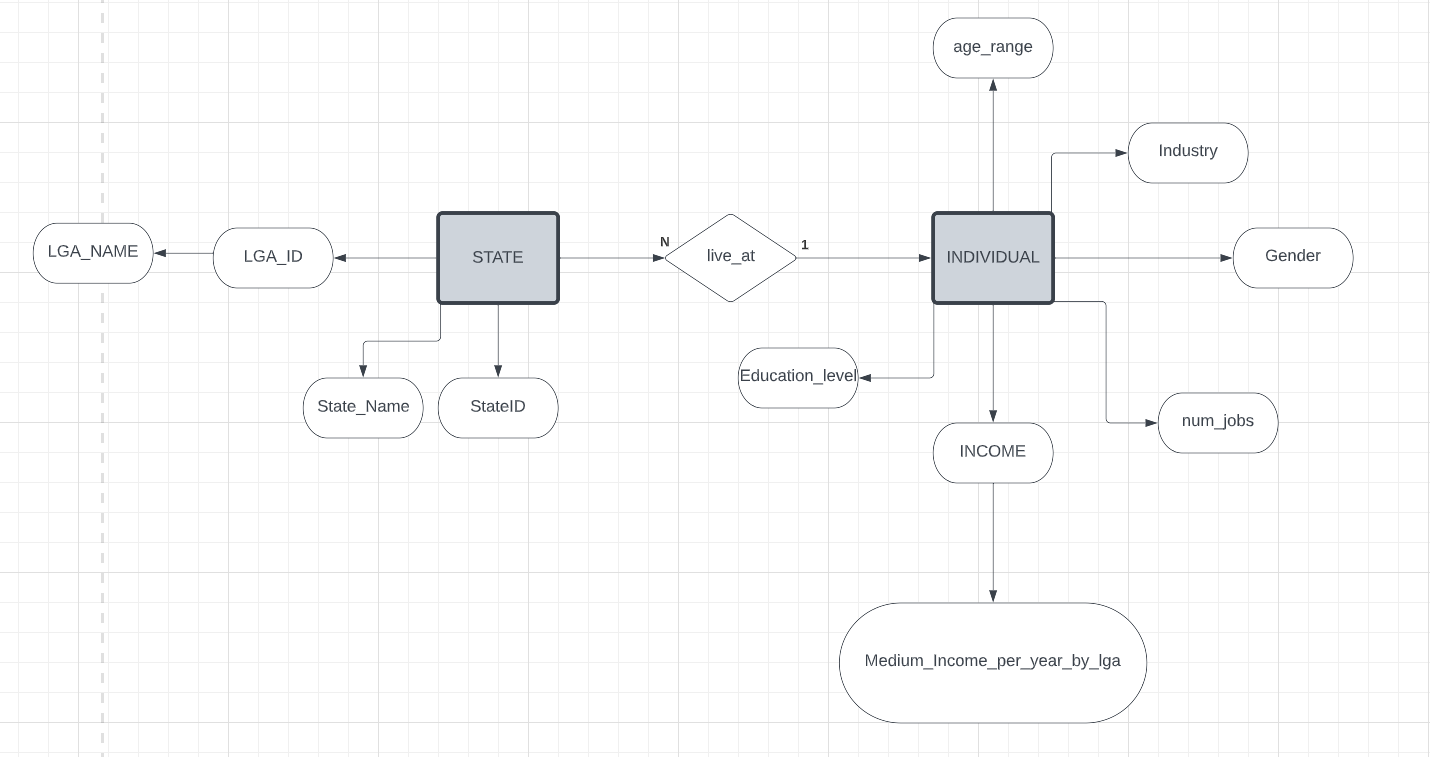 age_range
Industry
LGA_NAME
LGA_ID
STATE
N
live_at
1
INDIVIDUAL
Gender
Education_level
State_Name
StateID
INCOME
num_jobs
Medium_Income_per_year_by_lga